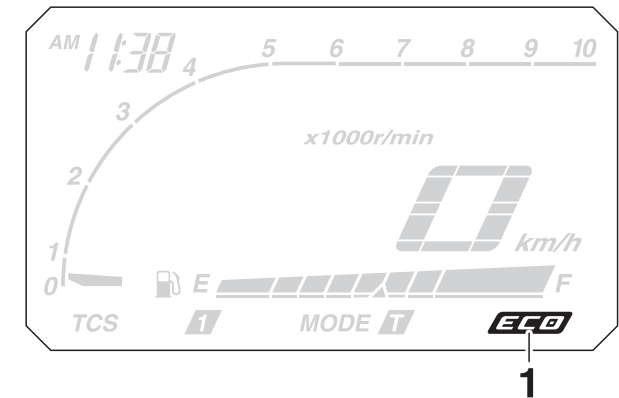 AM 11:38
4 5 6 7 8 9 10
3
x1000r/min
2
0 km/h
1
0 E F
TCS 1 MODE T ECO
1